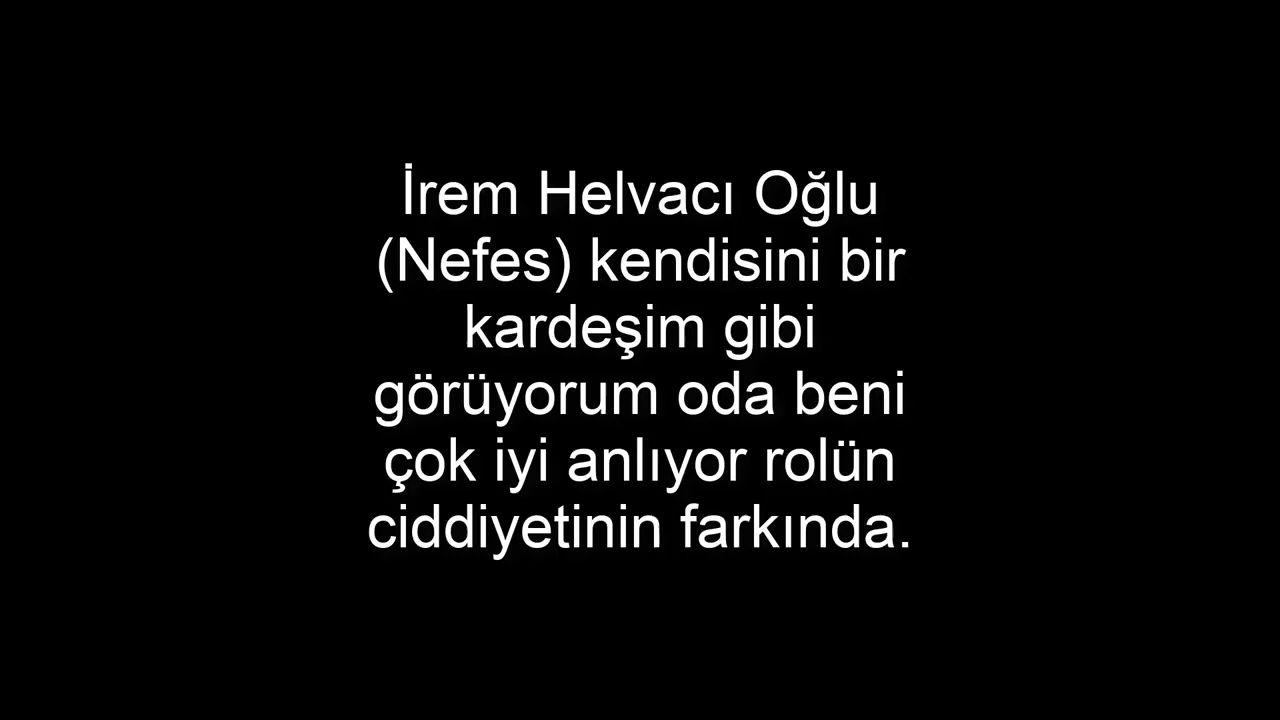 İrem Helvacı Oğlu
(Nefes) kendisini bir
kardeşim gibi
görüyorum oda beni
çok iyi anlıyor rolün
ciddiyetinin farkında.